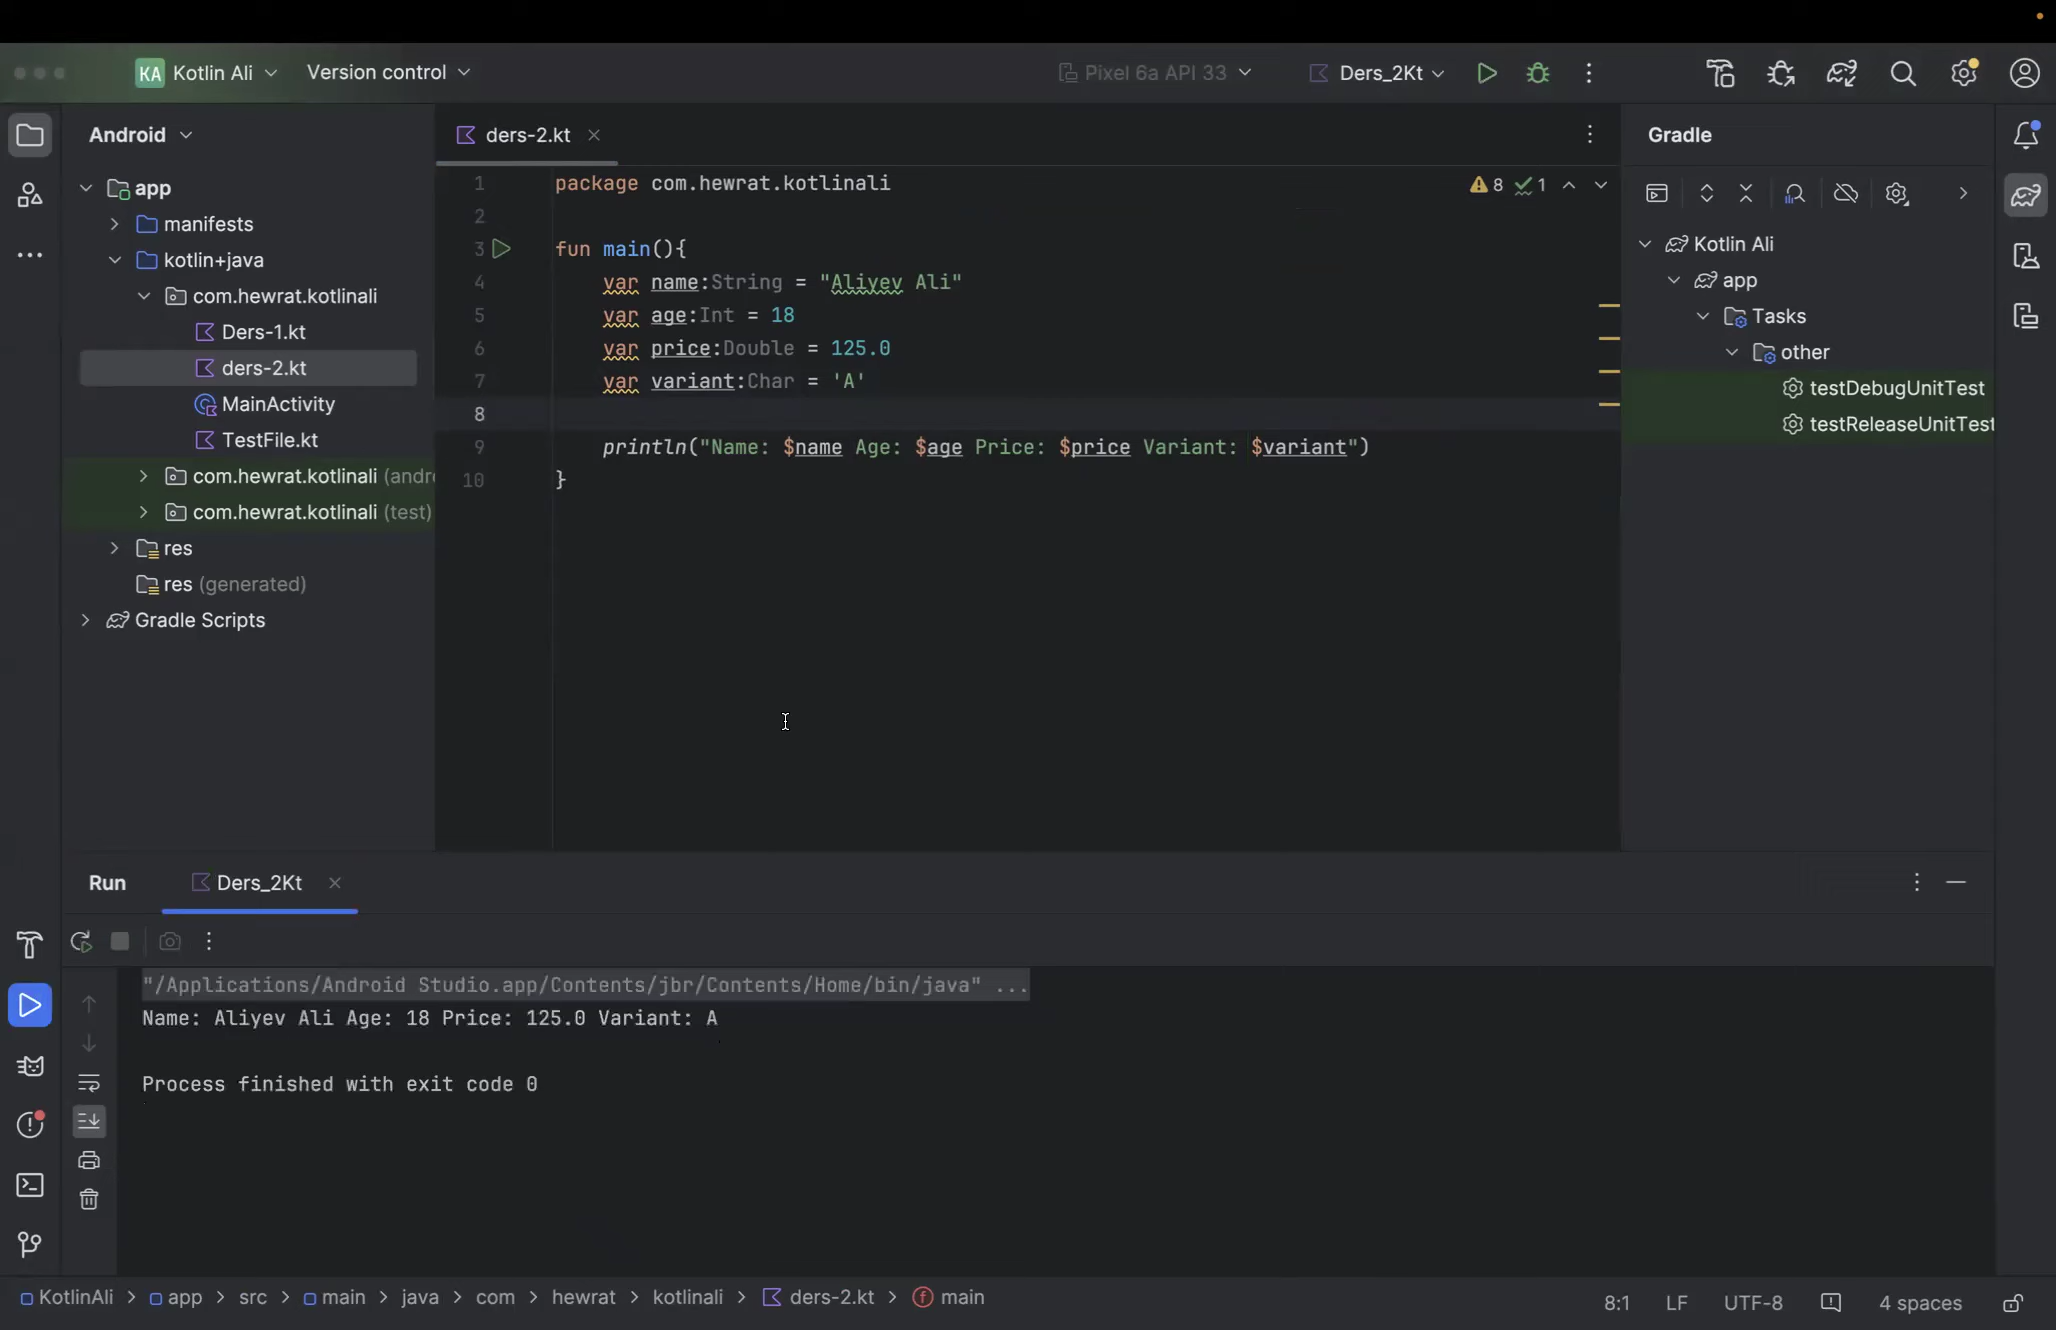 KA Kotlin Ali
Version control
Pixel 6a API 33
Ders_2Kt
Android
app
manifests
kotlin+java
com.hewrat.kotlinali
Ders-1.kt
ders-2.kt
MainActivity
TestFile.kt
com.hewrat.kotlinali (andr
com.hewrat.kotlinali (test)
res
res (generated)
Gradle Scripts
ders-2.kt
8 1
1 package com.hewrat.kotlinali
2
3 fun main(){
4 var name:String = "Aliyev Ali"
5 var age:Int = 18
6 var price:Double = 125.0
7 var variant:Char = 'A'
8
9 println("Name: $name Age: $age Price: $price Variant: $variant")
10 }
Gradle
Kotlin Ali
app
Tasks
other
testDebugUnitTest
testReleaseUnitTest
Run
Ders_2Kt
"/Applications/Android Studio.app/Contents/jbr/Contents/Home/bin/java" ...
Name: Aliyev Ali Age: 18 Price: 125.0 Variant: A
Process finished with exit code 0
KotlinAli > app > src > main > java > com > hewrat > kotlinali > ders-2.kt > f main
8:1 LF UTF-8 4 spaces